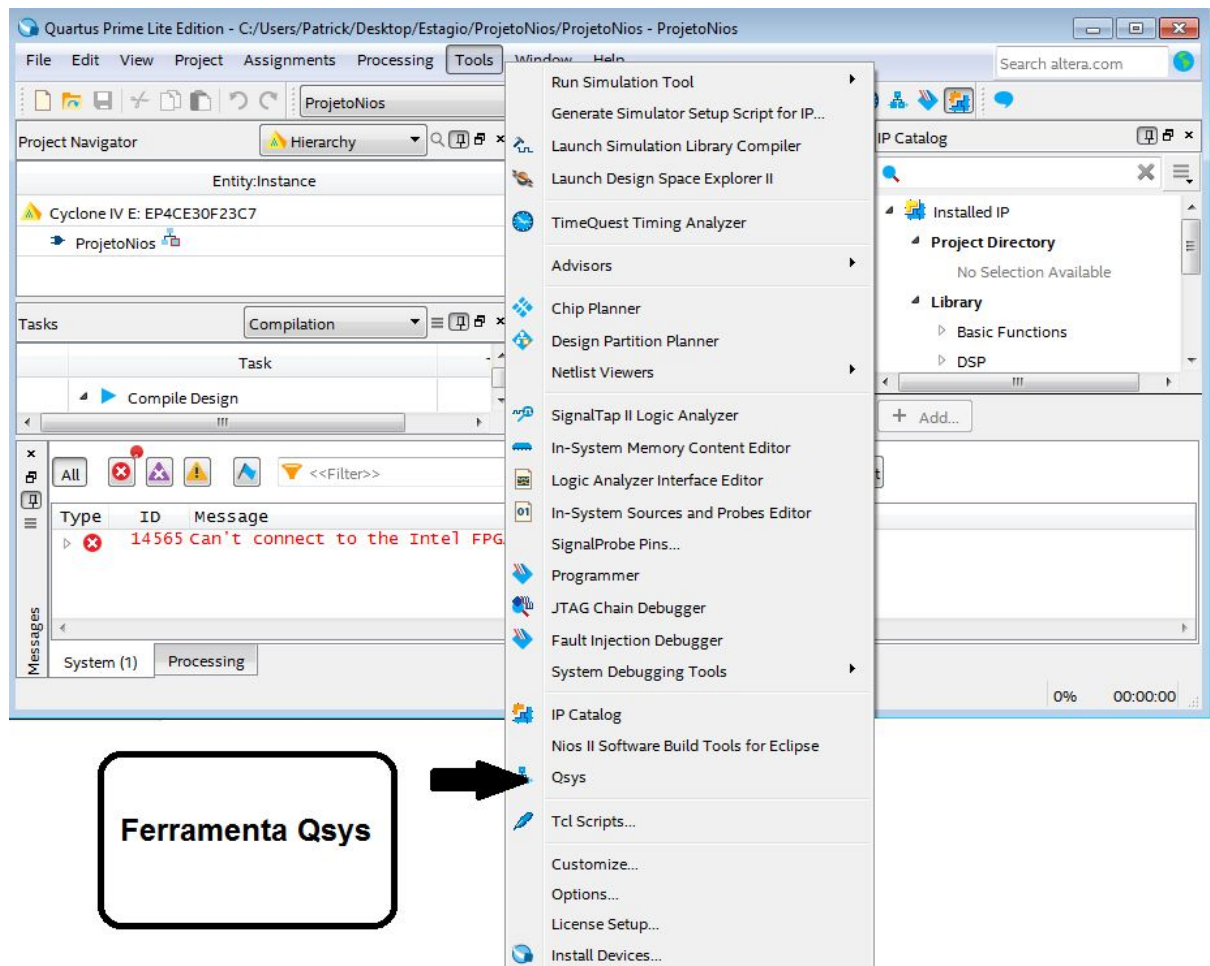 Quartus Prime Lite Edition - C:/Users/Patrick/Desktop/Estagio/ProjetoNios/ProjetoNios - ProjetoNios
File Edit View Project Assignments Processing Tools Window Help
Search altera.com
ProjetoNios
Project Navigator
Hierarchy
Entity:Instance
Cyclone IV E: EP4CE30F23C7
ProjetoNios
Tasks
Compilation
Task
Compile Design
All
<<Filter>>
Type ID Message
14565 Can't connect to the Intel FPG
Messages
System (1) Processing
Run Simulation Tool
Generate Simulator Setup Script for IP...
Launch Simulation Library Compiler
Launch Design Space Explorer II
TimeQuest Timing Analyzer
Advisors
Chip Planner
Design Partition Planner
Netlist Viewers
SignalTap II Logic Analyzer
In-System Memory Content Editor
Logic Analyzer Interface Editor
In-System Sources and Probes Editor
SignalProbe Pins...
Programmer
JTAG Chain Debugger
Fault Injection Debugger
System Debugging Tools
IP Catalog
Nios II Software Build Tools for Eclipse
Qsys
Tcl Scripts...
Customize...
Options...
License Setup...
Install Devices...
IP Catalog
Installed IP
Project Directory
No Selection Available
Library
Basic Functions
DSP
+ Add...
0% 00:00:00
Ferramenta Qsys